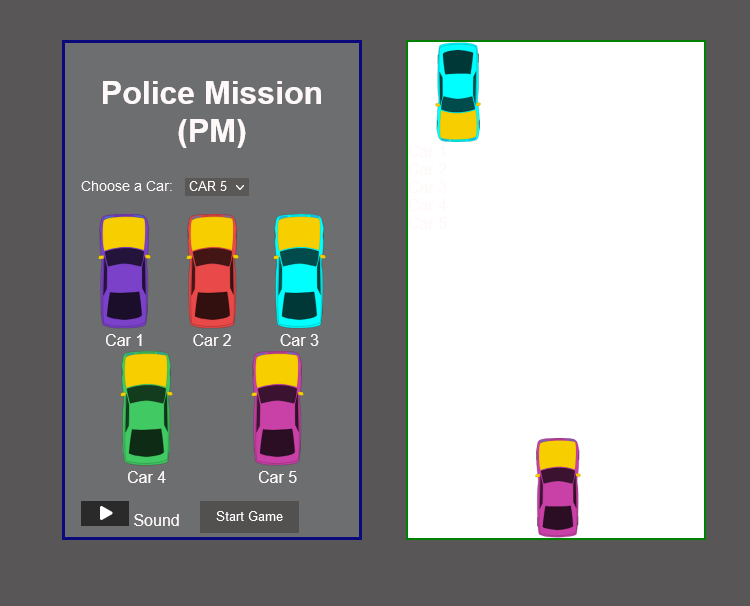 Police Mission
(PM)
Choose a Car: CAR 5
Car 1
Car 2
Car 3
Car 4
Car 5
Sound
Start Game
Car 1
Car 2
Car 3
Car 4
Car 5